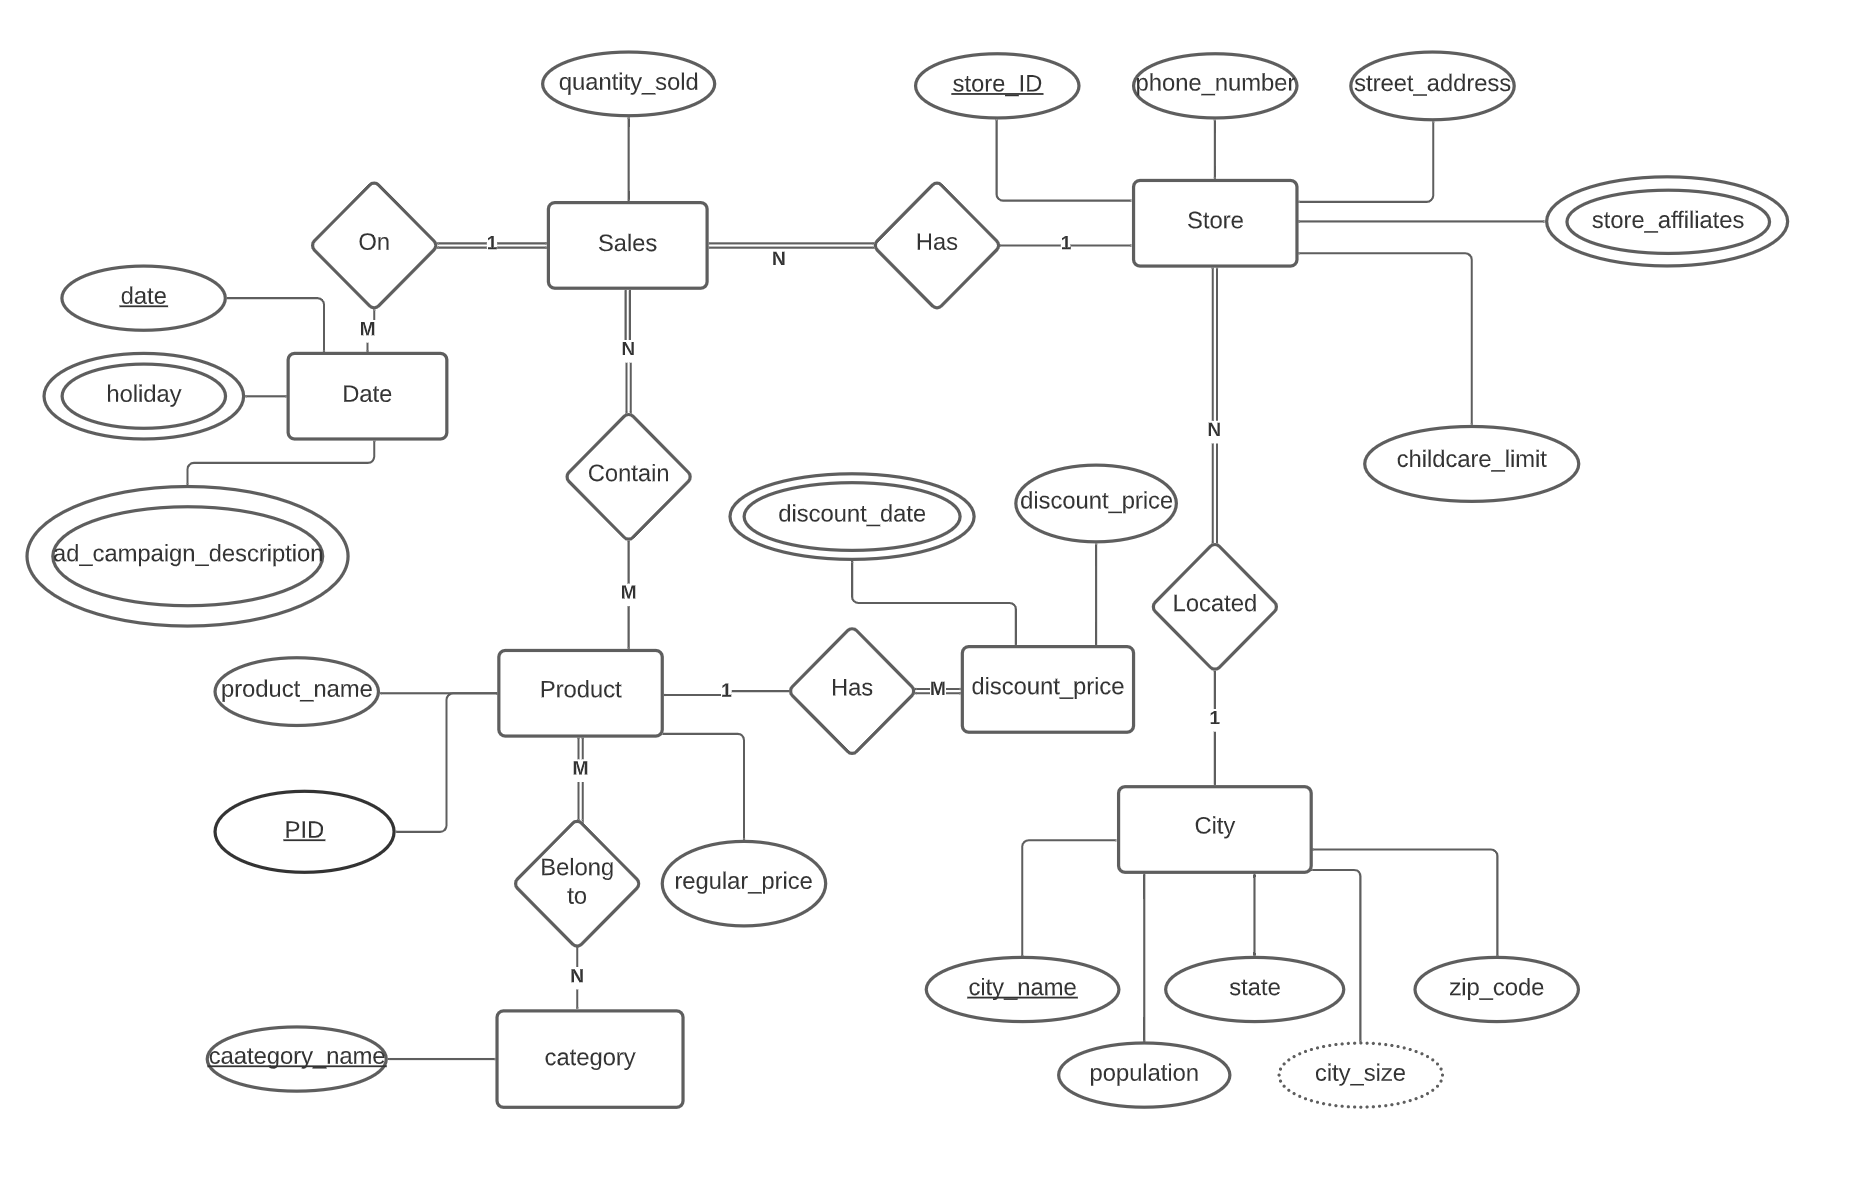 quantity_sold
store_ID
phone_number
street_address
On
1
Sales
N
Has
1
Store
store_affiliates
date
M
holiday
Date
N
N
Contain
childcare_limit
discount_date
discount_price
ad_campaign_description
M
Located
product_name
Product
1
Has
M
discount_price
1
M
PID
Belong
to
regular_price
City
N
city_name
state
zip_code
caategory_name
category
population
city_size